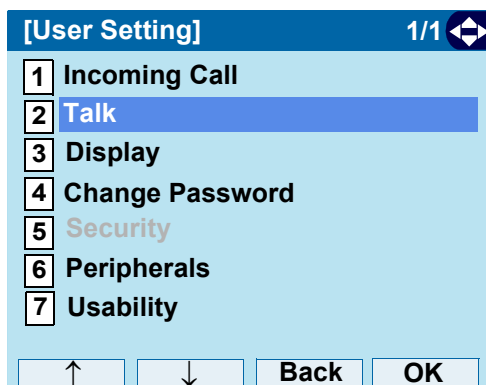 [User Setting] 1/1
1 Incoming Call
2 Talk
3 Display
4 Change Password
5 Security
6 Peripherals
7 Usability
↑ ↓ Back OK